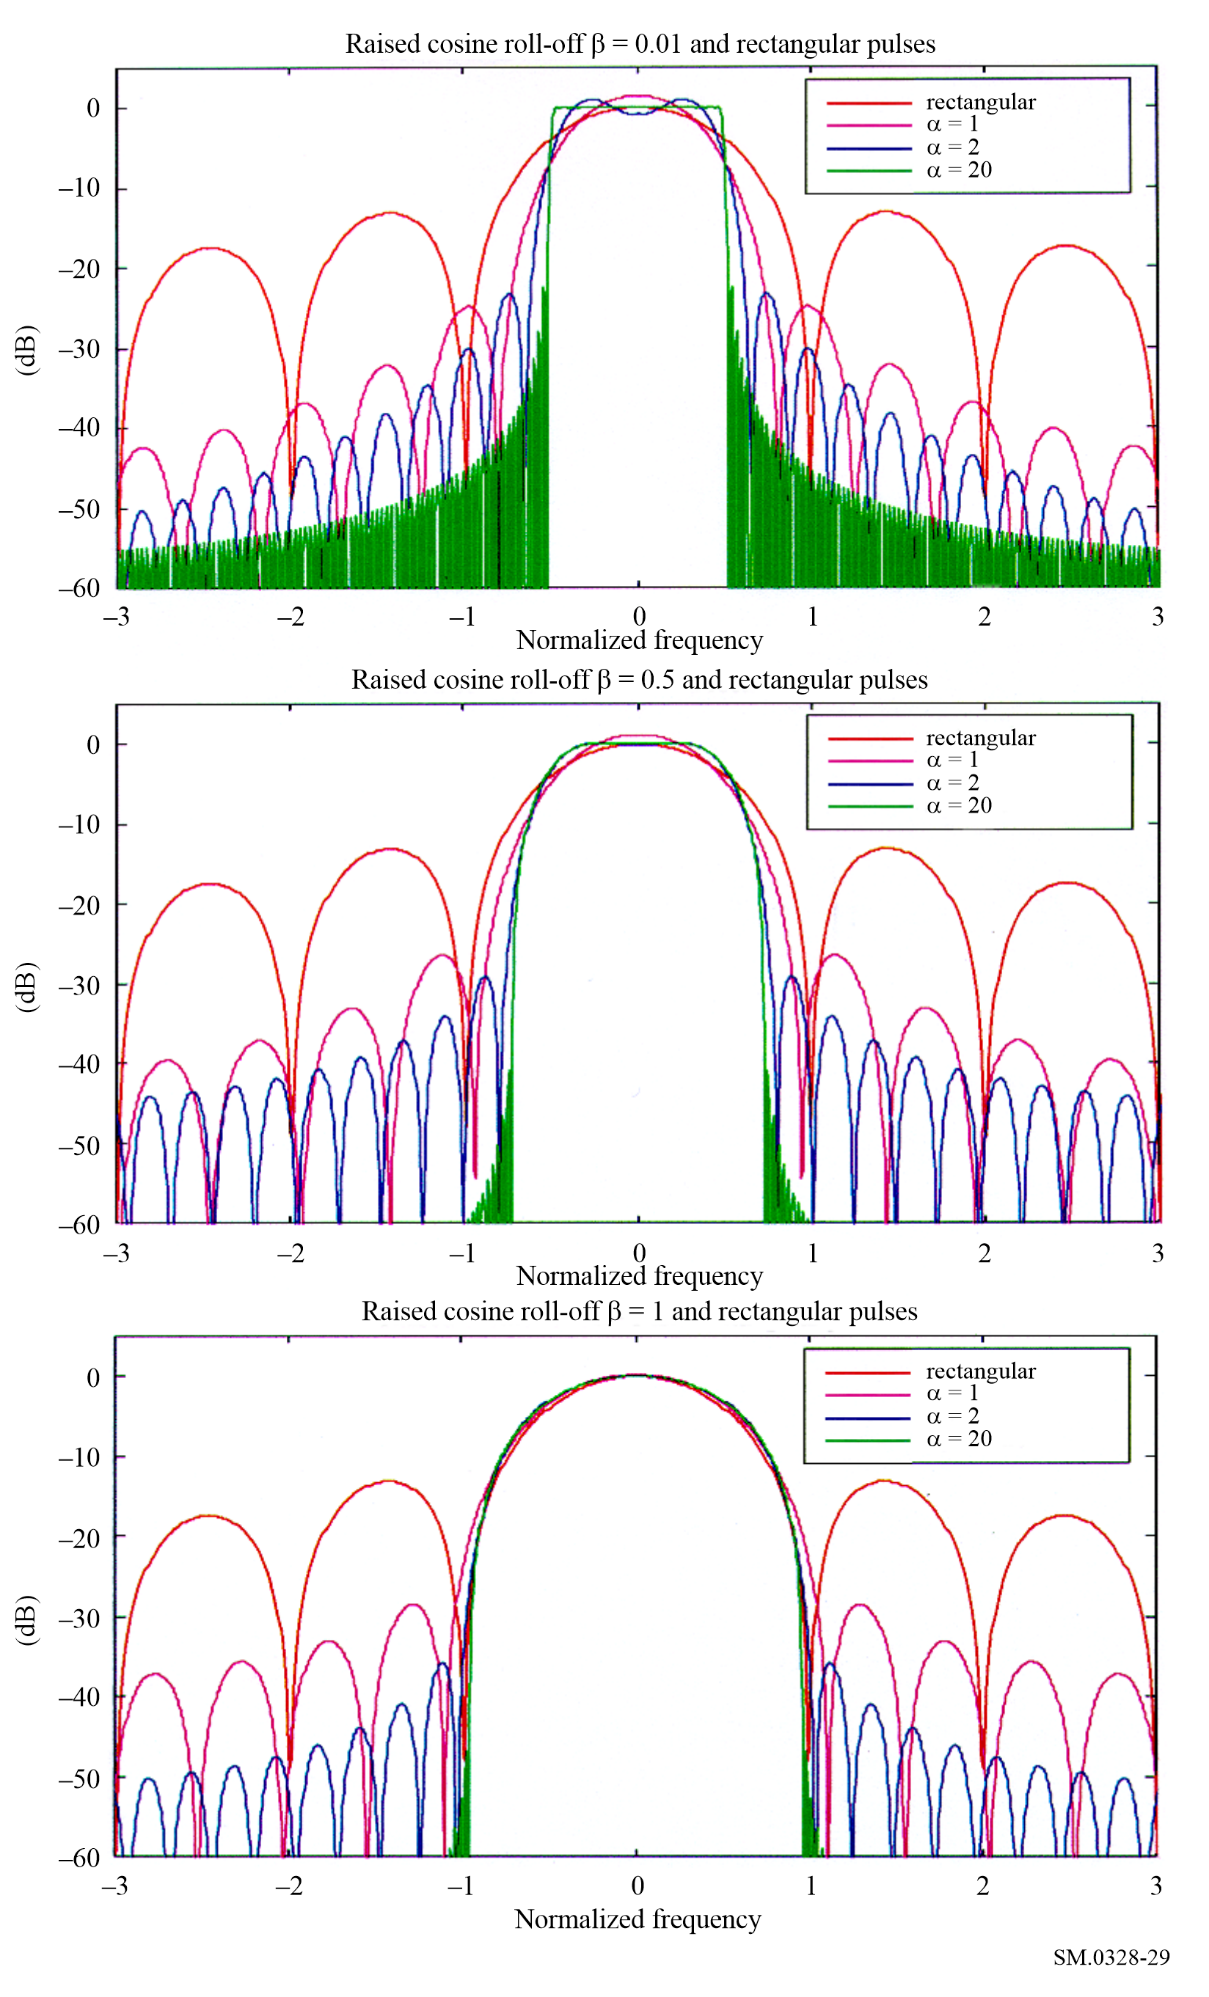 Raised cosine roll-off β = 0.01 and rectangular pulses
rectangular
α = 1
α = 2
α = 20
0
–10
–20
–30
–40
–50
–60
(dB)
–3 –2 –1 0 1 2 3
Normalized frequency
Raised cosine roll-off β = 0.5 and rectangular pulses
rectangular
α = 1
α = 2
α = 20
0
–10
–20
–30
–40
–50
–60
(dB)
–3 –2 –1 0 1 2 3
Normalized frequency
Raised cosine roll-off β = 1 and rectangular pulses
rectangular
α = 1
α = 2
α = 20
0
–10
–20
–30
–40
–50
–60
(dB)
–3 –2 –1 0 1 2 3
Normalized frequency
SM.0328-29